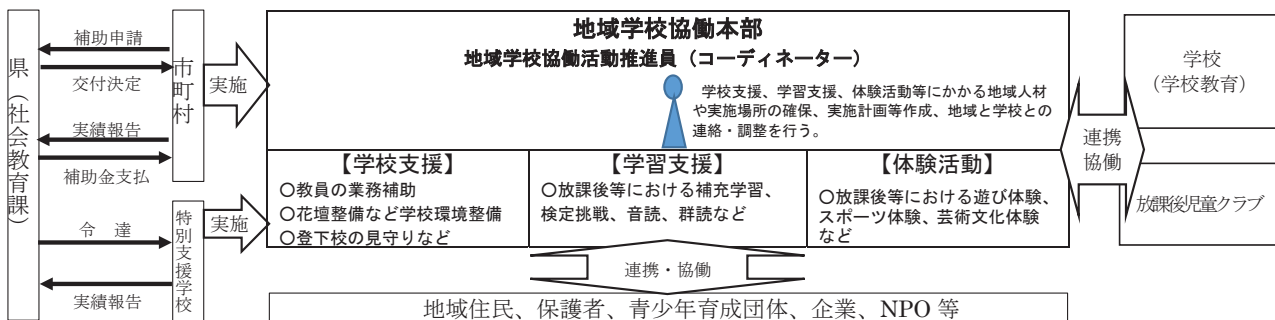 県（社会教育課）
補助申請
交付決定
実績報告
補助金支払
令　達
実績報告
市町村
特別支援学校
実施
実施
地域学校協働本部
地域学校協働活動推進員（コーディネーター）
学校支援、学習支援、体験活動等にかかる地域人材
や実施場所の確保、実施計画等作成、地域と学校との
連絡・調整を行う。
【学校支援】
○教員の業務補助
○花壇整備など学校環境整備
○登下校の見守りなど
【学習支援】
○放課後等における補充学習、
検定挑戦、音読、群読など
【体験活動】
○放課後等における遊び体験、
スポーツ体験、芸術文化体験
など
連携・協働
地域住民、保護者、青少年育成団体、企業、NPO 等
連携
協働
学校
（学校教育）
放課後児童クラブ